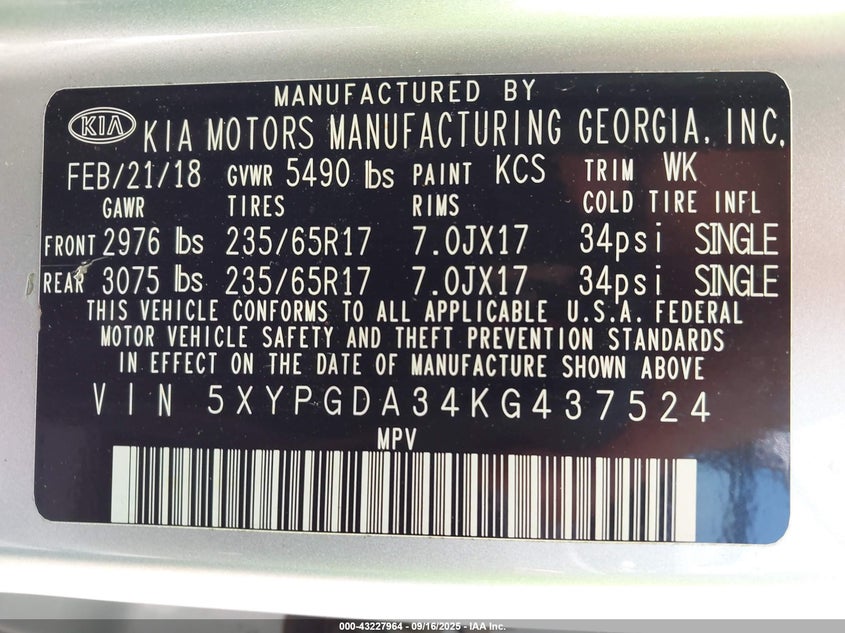 MANUFACTURED BY
KIA KIA MOTORS MANUFACTURING GEORGIA, INC.
FEB/21/18 GVWR 5490 lbs PAINT KCS TRIM WK
GAWR TIRES RIMS COLD TIRE INFL
FRONT 2976 lbs 235/65R17 7.0JX17 34psi SINGLE
REAR 3075 lbs 235/65R17 7.0JX17 34psi SINGLE
THIS VEHICLE CONFORMS TO ALL APPLICABLE U.S.A. FEDERAL
MOTOR VEHICLE SAFETY AND THEFT PREVENTION STANDARDS
IN EFFECT ON THE DATE OF MANUFACTURE SHOWN ABOVE
VIN 5XYPGDA34KG437524
MPV
000-43227964 - 09/16/2025 - IAA Inc.